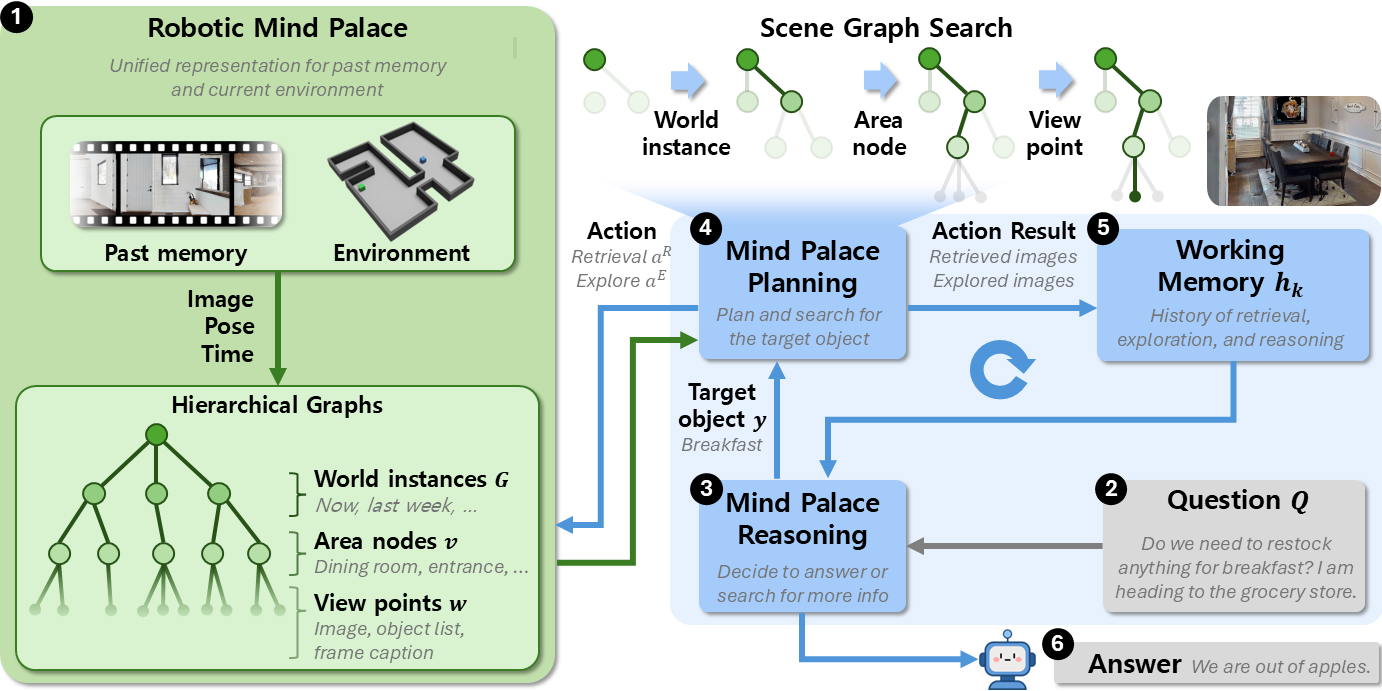 1
Robotic Mind Palace
Unified representation for past memory
and current environment
Past memory
Environment
Image
Pose
Time
Hierarchical Graphs
World instances G
Now, last week, ...
Area nodes v
Dining room, entrance, ...
View points w
Image, object list,
frame caption
Scene Graph Search
World
instance
Area
node
View
point
Action
Retrieval a^R
Explore a^E
4
Mind Palace
Planning
Plan and search for
the target object
Action Result
Retrieved images
Explored images
5
Working
Memory h_k
History of retrieval,
exploration, and reasoning
Target
object y
Breakfast
3
Mind Palace
Reasoning
Decide to answer or
search for more info
2
Question Q
Do we need to restock
anything for breakfast? I am
heading to the grocery store.
6
Answer We are out of apples.